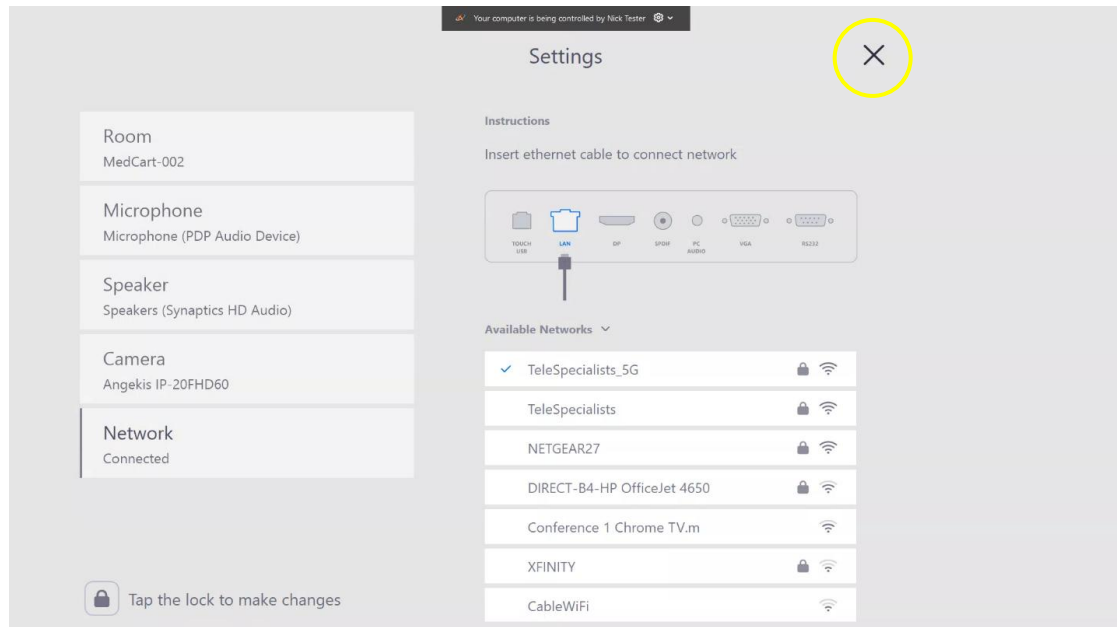 Your computer is being controlled by Nick Tester
Settings
Room
MedCart-002
Microphone
Microphone (PDP Audio Device)
Speaker
Speakers (Synaptics HD Audio)
Camera
Angekis IP-20FHD60
Network
Connected
Tap the lock to make changes
Instructions
Insert ethernet cable to connect network
TOUCH USB LAN DP SPDIF PC AUDIO VGA RS232
Available Networks
TeleSpecialists_5G
TeleSpecialists
NETGEAR27
DIRECT-B4-HP OfficeJet 4650
Conference 1 Chrome TV.m
XFINITY
CableWiFi